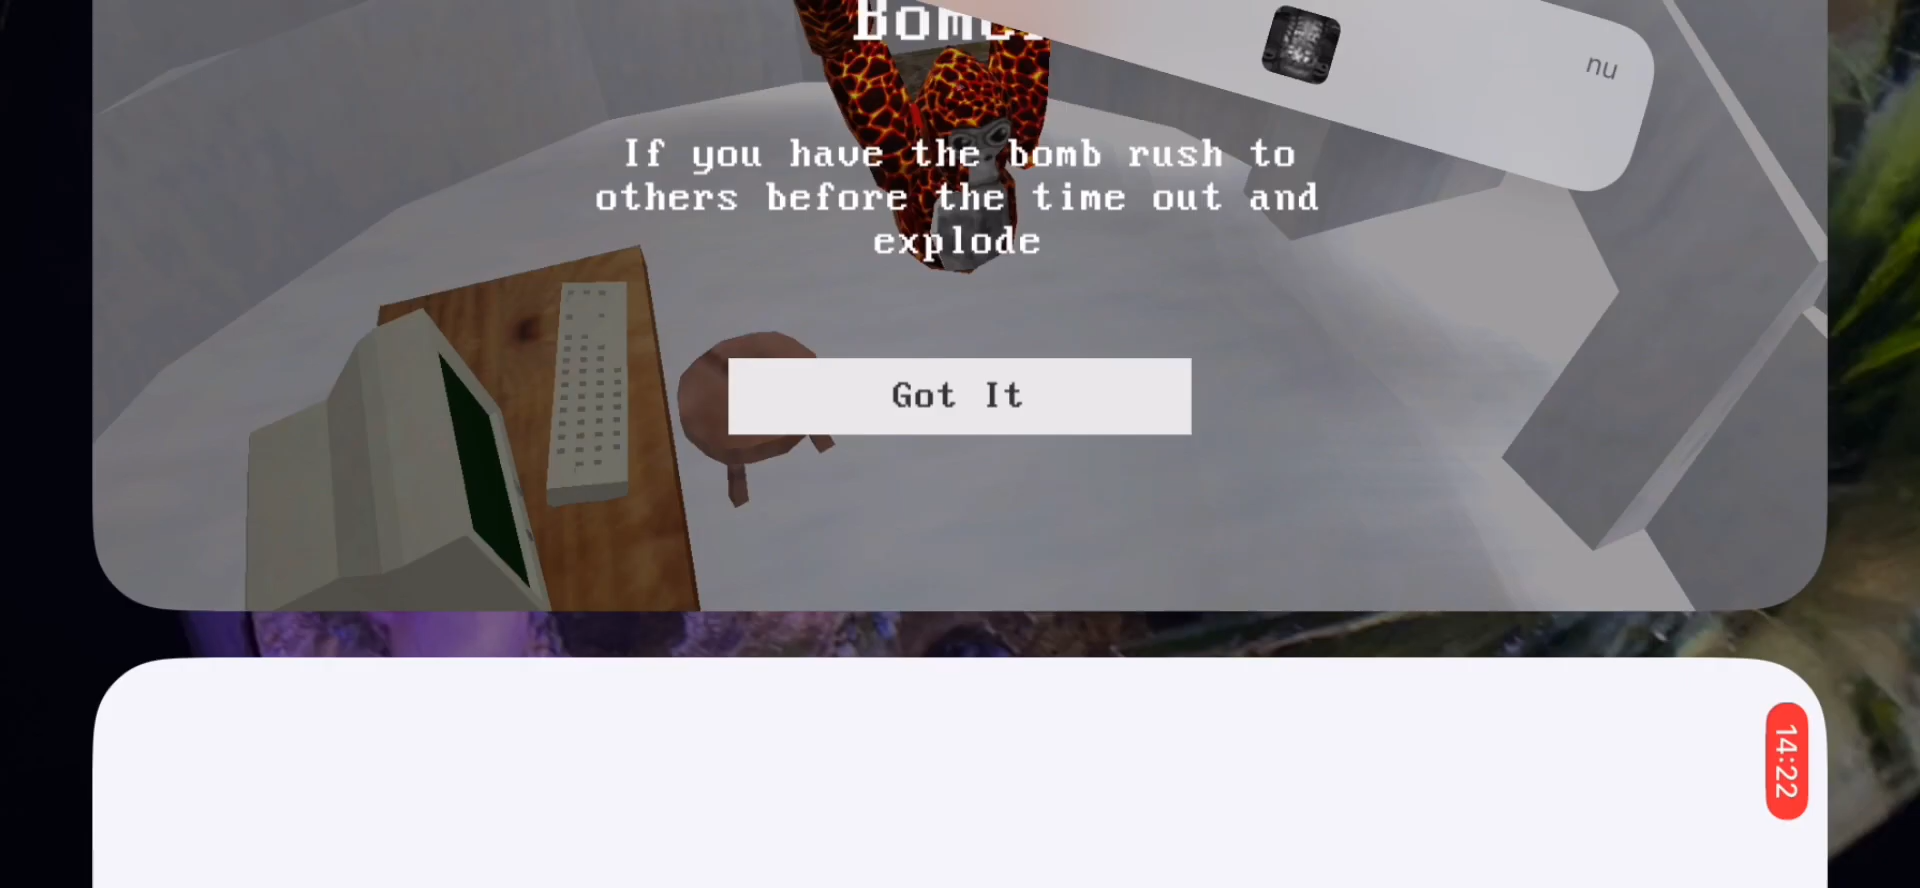 nu
If you have the bomb rush to
others before the time out and
explode
Got It
14:22